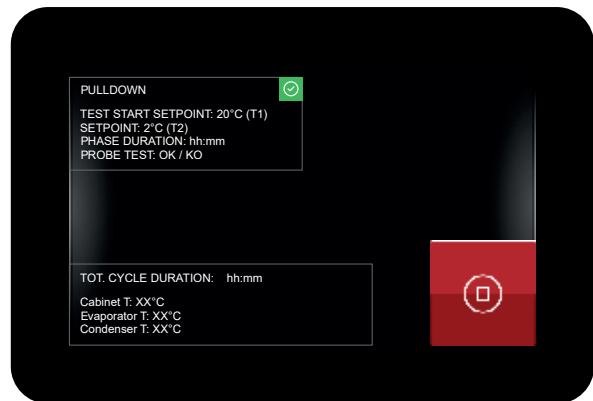 PULLDOWN
TEST START SETPOINT: 20°C (T1)
SETPOINT: 2°C (T2)
PHASE DURATION: hh:mm
PROBE TEST: OK / KO
TOT. CYCLE DURATION: hh:mm
Cabinet T: XX°C
Evaporator T: XX°C
Condenser T: XX°C